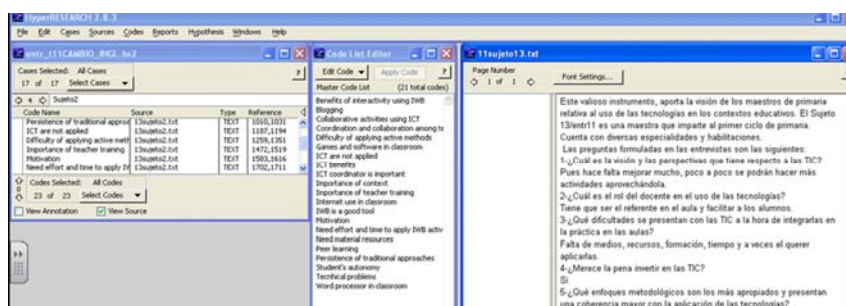 HyperRESEARCH 2.8.3
File Edit Cases Sources Codes Reports Hypothesis Windows Help
entr_t11CAMBIO_INGL.hs2
Cases Selected: All Cases
17 of 17 Select Cases
?
4 Sujeto2
Code Name Source Type Reference
Persistence of traditional approac 13sujeto2.txt TEXT 1010,1031
ICT are not applied 13sujeto2.txt TEXT 1187,1194
Difficulty of applying active meth 13sujeto2.txt TEXT 1259,1351
Importance of teacher training 13sujeto2.txt TEXT 1472,1519
Motivation 13sujeto2.txt TEXT 1583,1616
Need effort and time to apply IW 13sujeto2.txt TEXT 1702,1711
0
Codes Selected: All Codes
23 of 23 Select Codes
View Annotation View Source
Code List Editor
Edit Code Apply Code ?
Master Code List (21 total codes)
Benefits of interactivity using IWB
Blogging
Collaborative activities using ICT
Coordination and collaboration among te
Difficulty of applying active methods
Games and software in classroom
ICT are not applied
ICT benefits
ICT coordinator is important
Importance of context
Importance of teacher training
Internet use in classroom
IWB is a good tool
Motivation
Need effort and time to apply IWB activ
Need material resources
Peer learning
Persistence of traditional approaches
Student's autonomy
Tecnhical problems
Word processor in classroom
11sujeto13.txt
Page Number
1 of 1
Font Settings...
Este valioso instrumento, aporta la visión de los maestros de primaria
relativa al uso de las tecnologías en los contextos educativos. El Sujeto
13/entr11 es una maestra que imparte al primer ciclo de primaria.
Cuenta con diversas especialidades y habilitaciones.
Las preguntas formuladas en las entrevistas son las siguientes:
1-¿Cuál es la visión y las perspectivas que tiene respecto a las TIC?
Pues hace falta mejorar mucho, poco a poco se podrán hacer más
actividades aprovechándola.
2-¿Cuál es el rol del docente en el uso de las tecnologías?
Tiene que ser el referente en el aula y facilitar a los alumnos.
3-¿Qué dificultades se presentan con las TIC a la hora de integrarlas en
la práctica en las aulas?
Falta de medios, recursos, formación, tiempo y a veces el querer
aplicarlas.
4-¿Merece la pena invertir en las TIC?
Si
5-¿Qué enfoques metodológicos son los más apropiados y presentan
una coherencia mayor con la aplicación de las tecnologías?